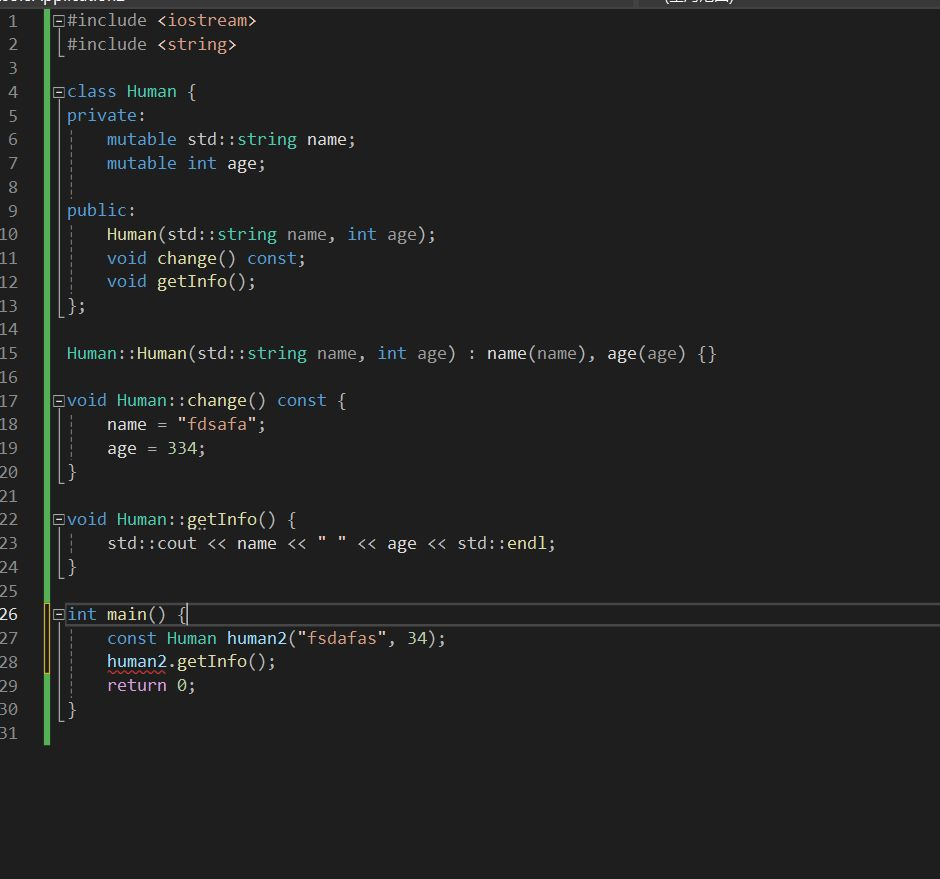 1 #include <iostream>
2 #include <string>
3
4 class Human {
5 private:
6     mutable std::string name;
7     mutable int age;
8
9 public:
10     Human(std::string name, int age);
11     void change() const;
12     void getInfo();
13 };
14
15 Human::Human(std::string name, int age) : name(name), age(age) {}
16
17 void Human::change() const {
18     name = "fdsafa";
19     age = 334;
20 }
21
22 void Human::getInfo() {
23     std::cout << name << " " << age << std::endl;
24 }
25
26 int main() {
27     const Human human2("fsdafas", 34);
28     human2.getInfo();
29     return 0;
30 }
31